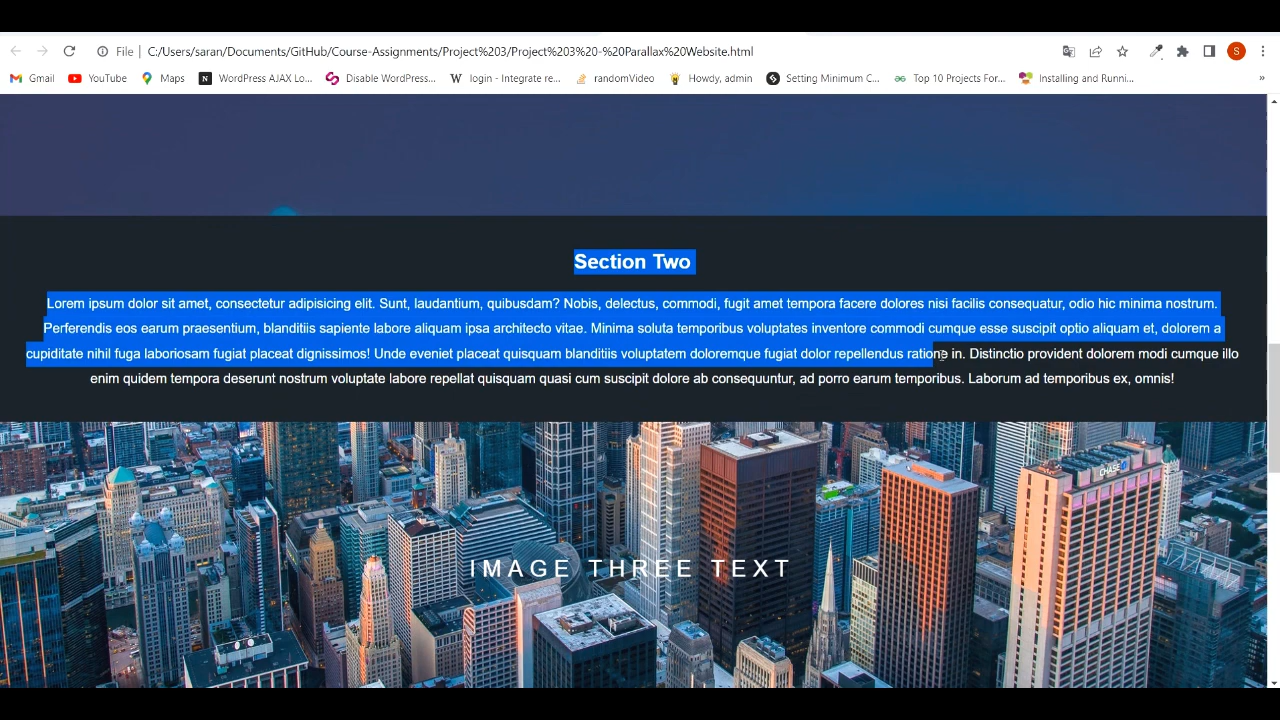 File | C:/Users/saran/Documents/GitHub/Course-Assignments/Project%203/Project%203%20-%20Parallax%20Website.html
S
Gmail YouTube Maps WordPress AJAX Lo... Disable WordPress... login - Integrate re... randomVideo Howdy, admin Setting Minimum C... Top 10 Projects For... Installing and Runni... »
Section Two
Lorem ipsum dolor sit amet, consectetur adipisicing elit. Sunt, laudantium, quibusdam? Nobis, delectus, commodi, fugit amet tempora facere dolores nisi facilis consequatur, odio hic minima nostrum.
Perferendis eos earum praesentium, blanditiis sapiente labore aliquam ipsa architecto vitae. Minima soluta temporibus voluptates inventore commodi cumque esse suscipit optio aliquam et, dolorem a
cupiditate nihil fuga laboriosam fugiat placeat dignissimos! Unde eveniet placeat quisquam blanditiis voluptatem doloremque fugiat dolor repellendus ratione in. Distinctio provident dolorem modi cumque illo
enim quidem tempora deserunt nostrum voluptate labore repellat quisquam quasi cum suscipit dolore ab consequuntur, ad porro earum temporibus. Laborum ad temporibus ex, omnis!
CHASE
IMAGE THREE TEXT